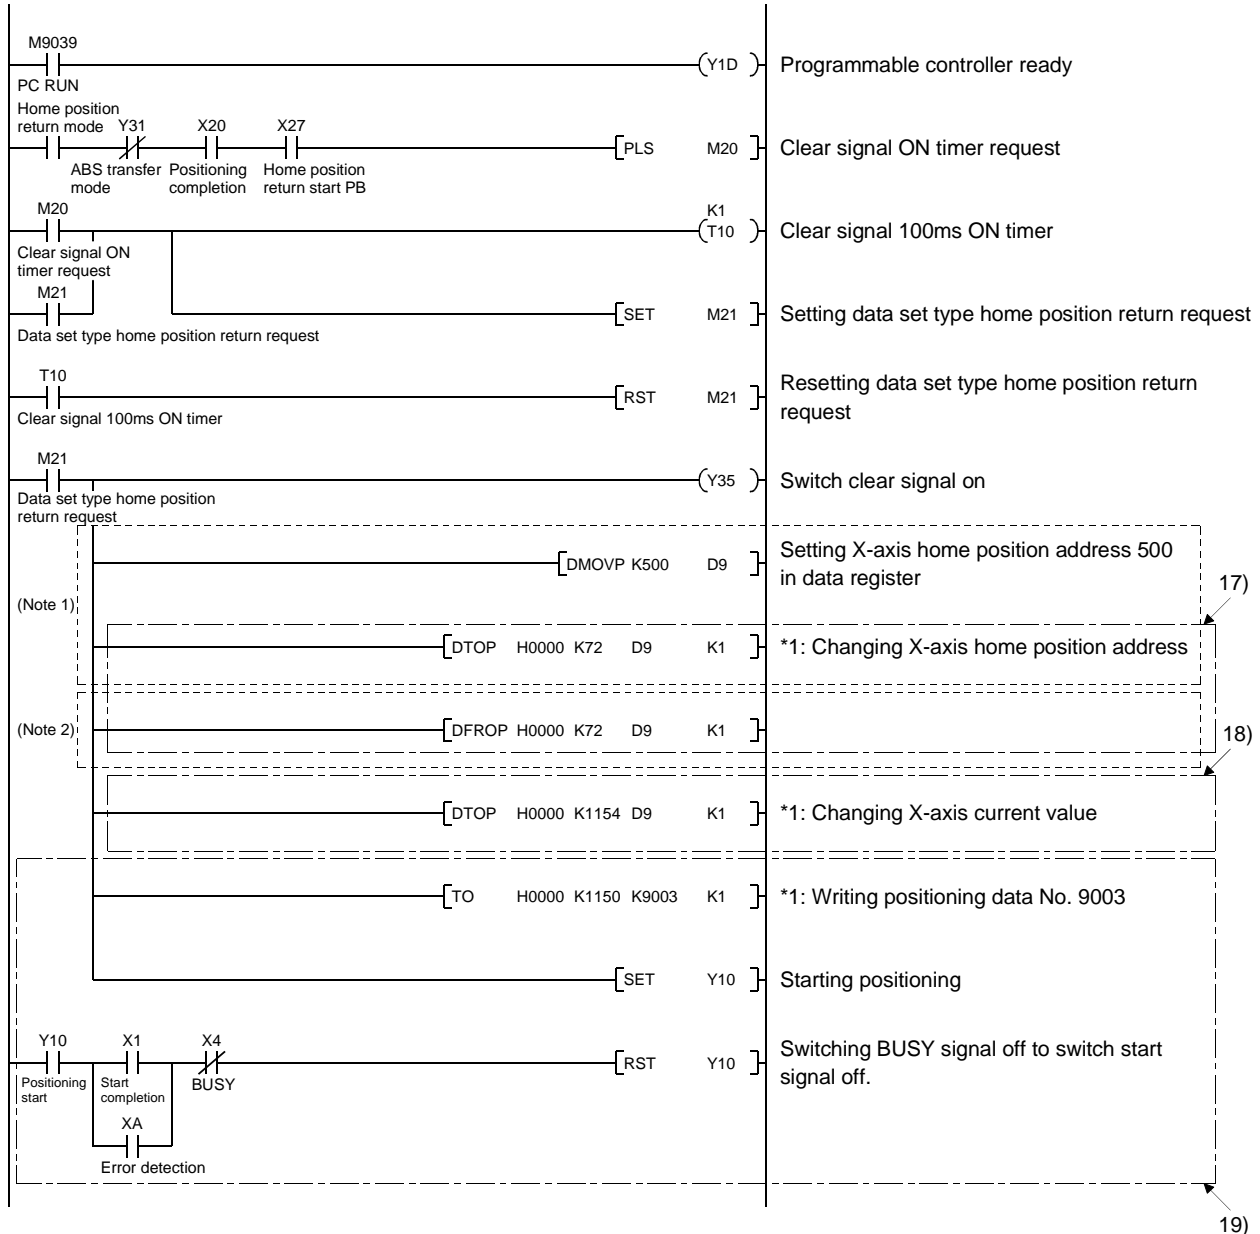 M9039
(Y1D ) Programmable controller ready
PC RUN
Home position
return mode Y31 X20 X27
[PLS M20 ] Clear signal ON timer request
ABS transfer mode Positioning completion Home position return start PB
M20
K1
(T10 ) Clear signal 100ms ON timer
Clear signal ON
timer request
M21
[SET M21 ] Setting data set type home position return request
Data set type home position return request
T10
[RST M21 ] Resetting data set type home position return
request
Clear signal 100ms ON timer
M21
(Y35 ) Switch clear signal on
Data set type home position
return request
[DMOVP K500 D9 ] Setting X-axis home position address 500
in data register
17)
(Note 1)
[DTOP H0000 K72 D9 K1 ] *1: Changing X-axis home position address
(Note 2)
[DFROP H0000 K72 D9 K1 ]
18)
[DTOP H0000 K1154 D9 K1 ] *1: Changing X-axis current value
[TO H0000 K1150 K9003 K1 ] *1: Writing positioning data No. 9003
[SET Y10 ] Starting positioning
Y10 X1 X4
[RST Y10 ] Switching BUSY signal off to switch start
signal off.
Positioning start Start completion BUSY
XA
Error detection
19)